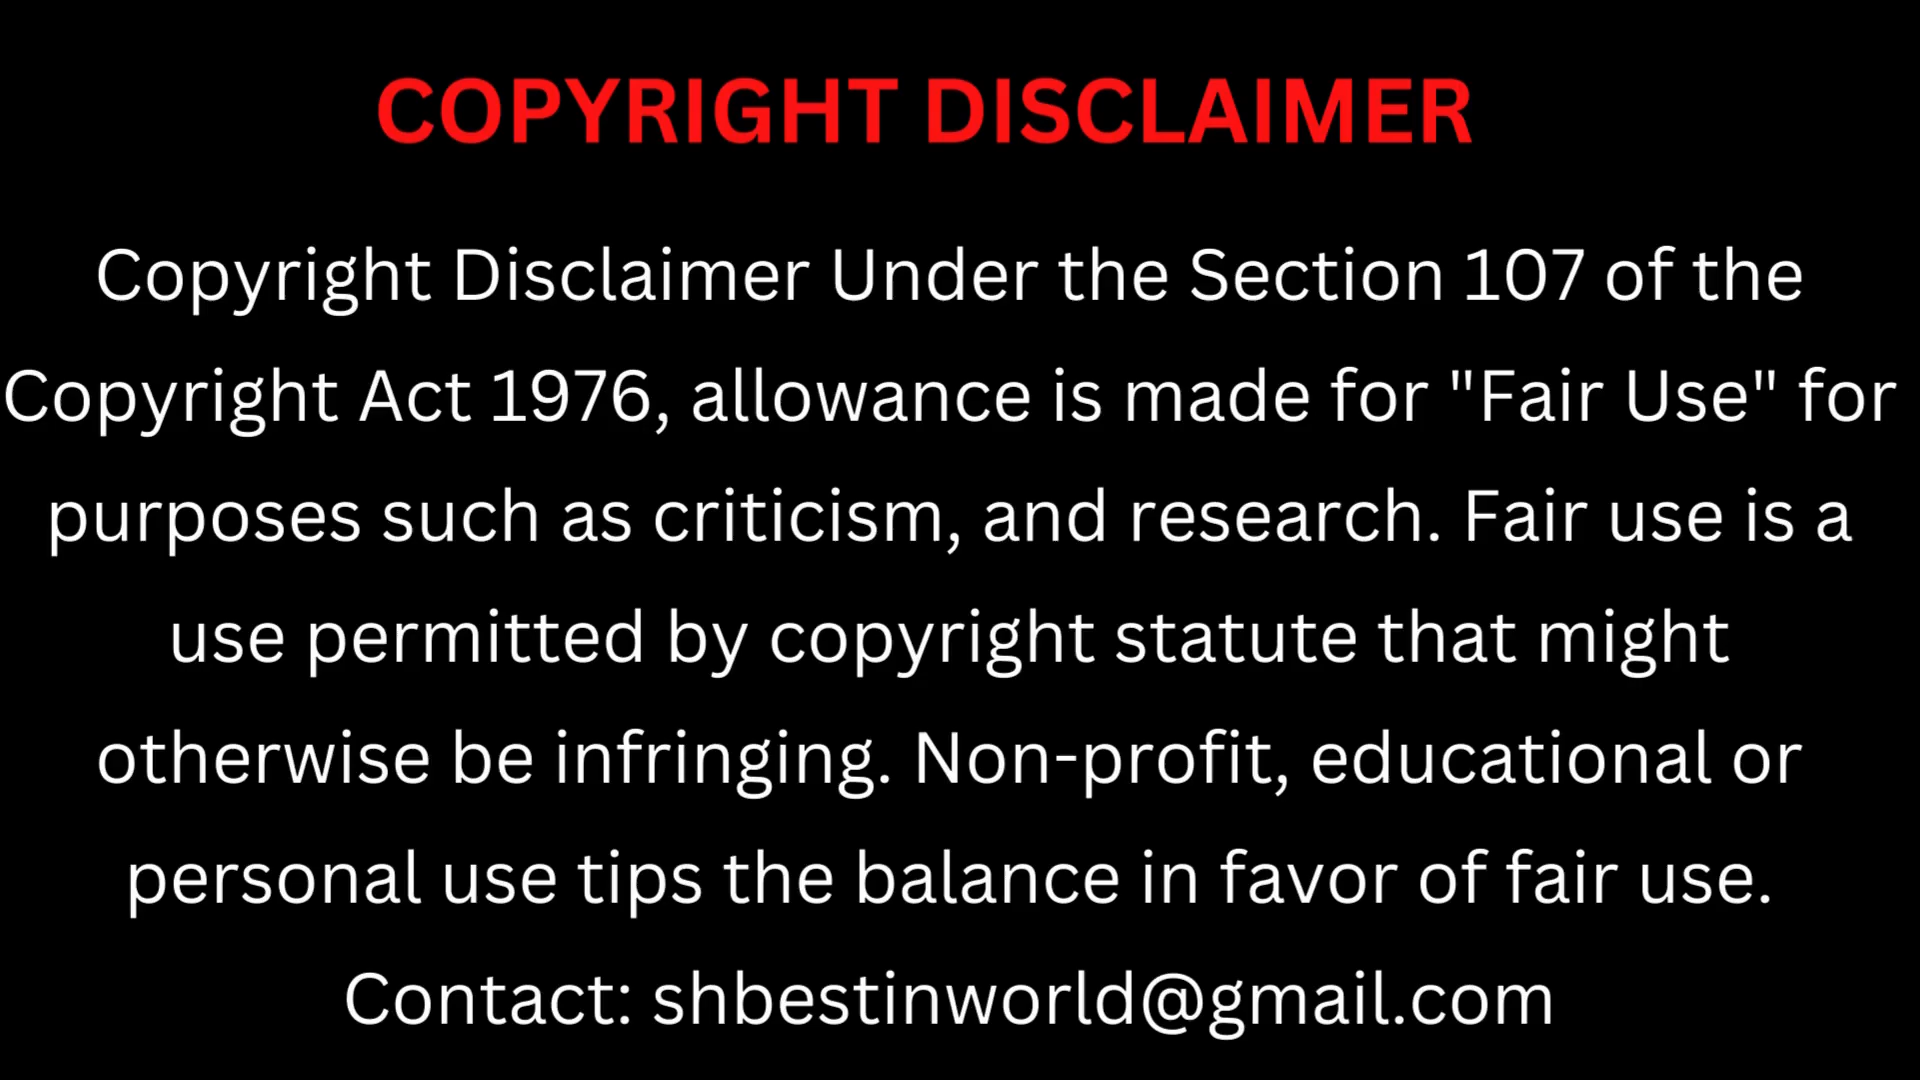 COPYRIGHT DISCLAIMER
Copyright Disclaimer Under the Section 107 of the
Copyright Act 1976, allowance is made for "Fair Use" for
purposes such as criticism, and research. Fair use is a
use permitted by copyright statute that might
otherwise be infringing. Non-profit, educational or
personal use tips the balance in favor of fair use.
Contact: shbestinworld@gmail.com